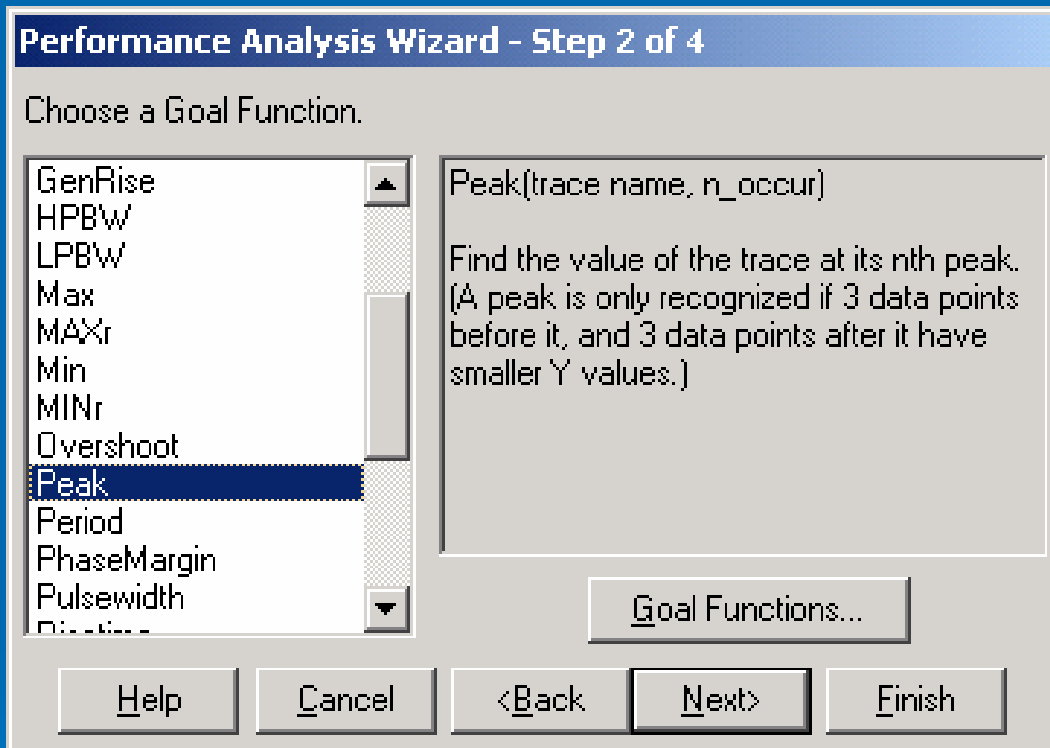 Performance Analysis Wizard - Step 2 of 4
Choose a Goal Function.
GenRise
HPBW
LPBW
Max
MAXr
Min
MINr
Overshoot
Peak
Period
PhaseMargin
Pulsewidth
Peak(trace name, n_occur)
Find the value of the trace at its nth peak.
(A peak is only recognized if 3 data points
before it, and 3 data points after it have
smaller Y values.)
Goal Functions...
Help
Cancel
<Back
Next>
Finish